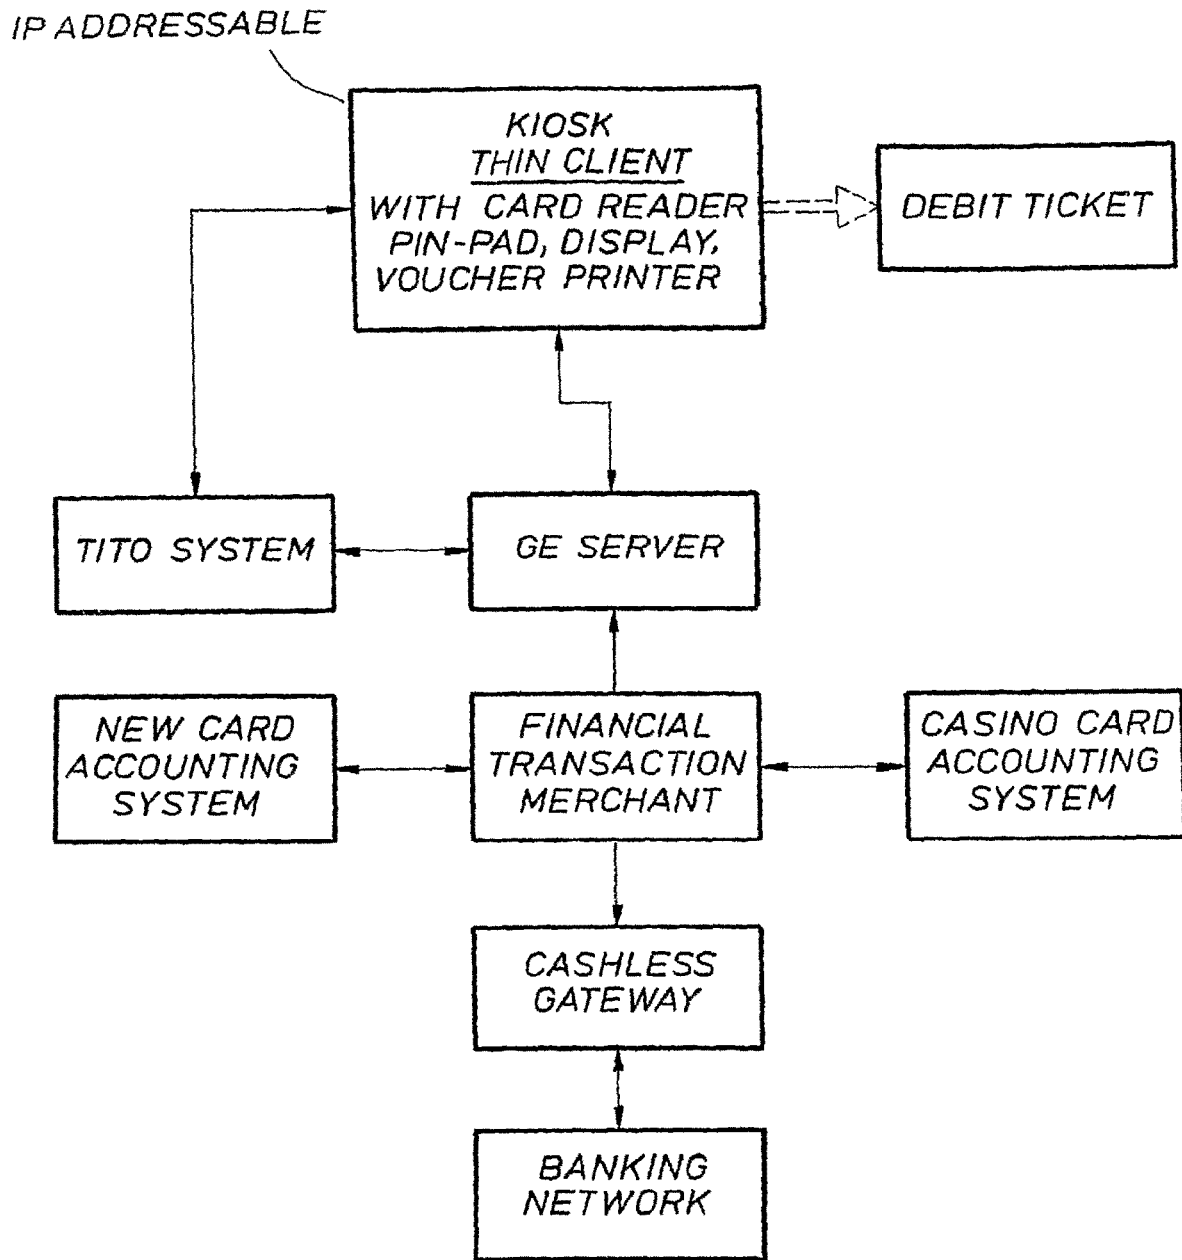 IP ADDRESSABLE
KIOSK
THIN CLIENT
WITH CARD READER
PIN-PAD, DISPLAY,
VOUCHER PRINTER
DEBIT TICKET
TITO SYSTEM
GE SERVER
NEW CARD
ACCOUNTING
SYSTEM
FINANCIAL
TRANSACTION
MERCHANT
CASINO CARD
ACCOUNTING
SYSTEM
CASHLESS
GATEWAY
BANKING
NETWORK